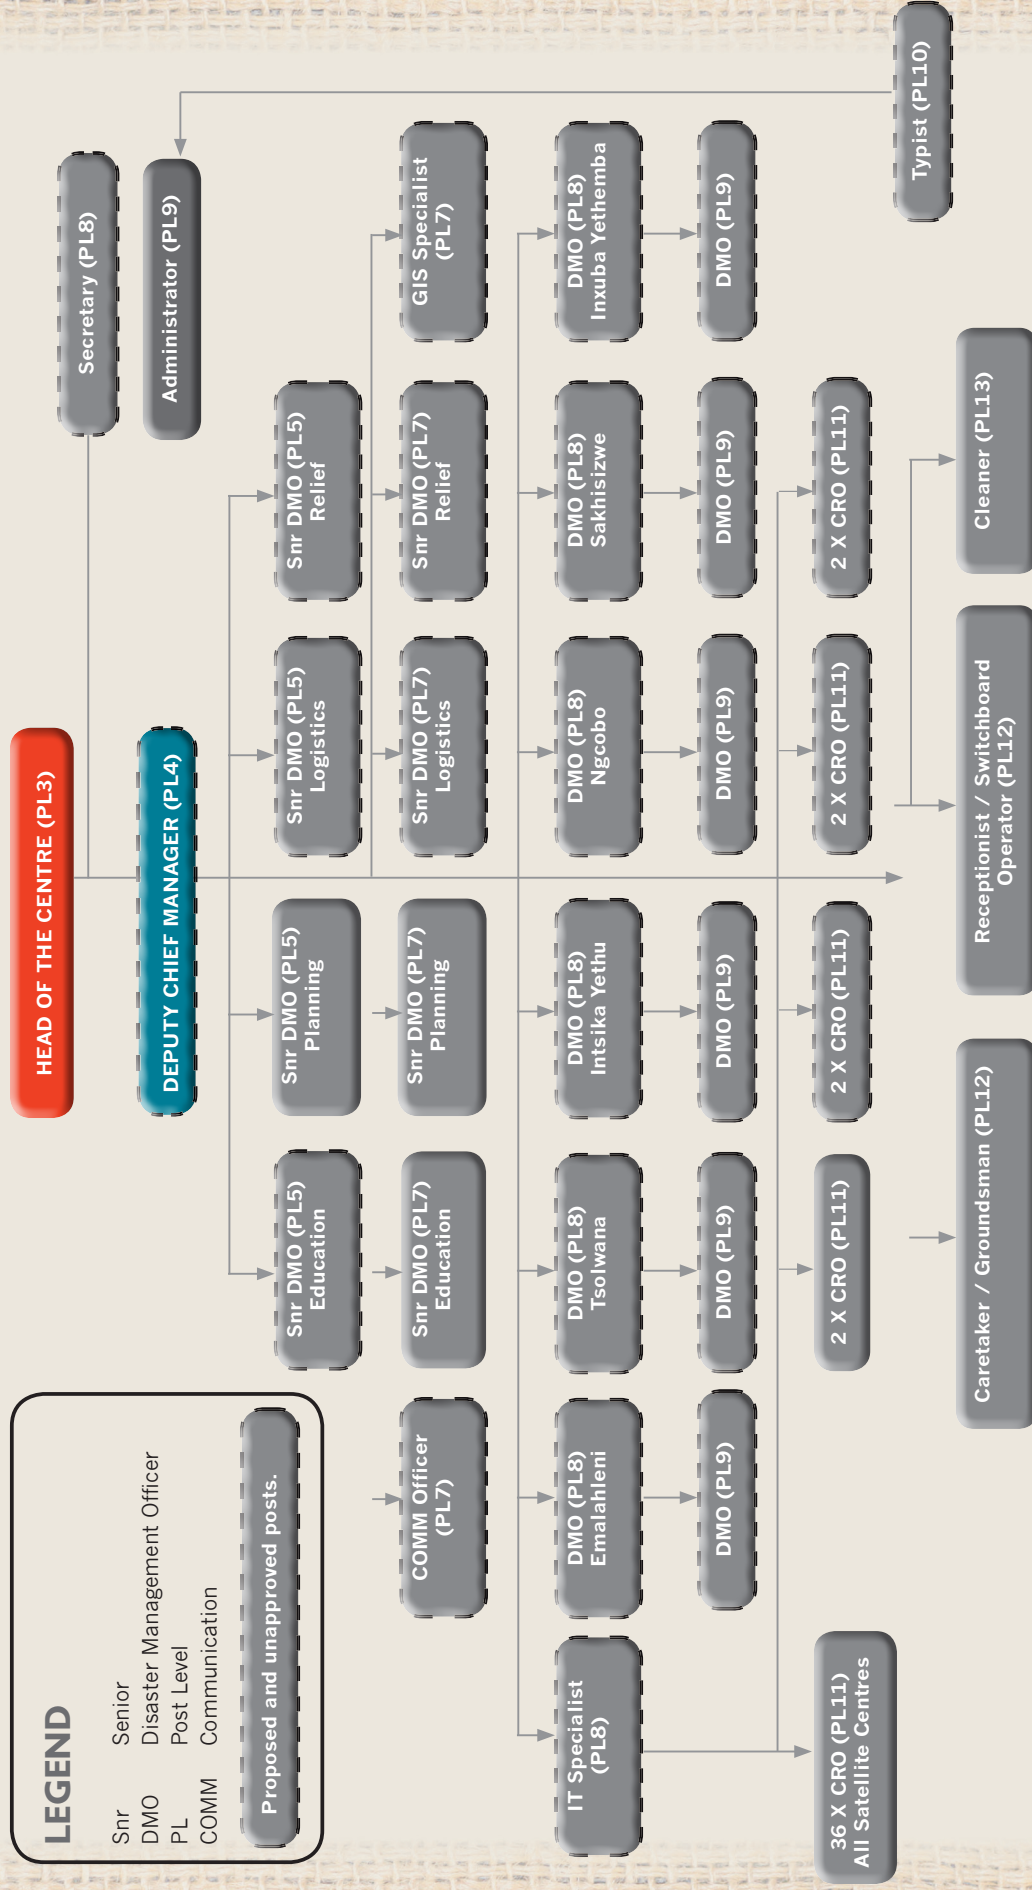 HEAD OF THE CENTRE (PL3)
Secretary (PL8)
DEPUTY CHIEF MANAGER (PL4)
Administrator (PL9)
LEGEND
Snr Senior
DMO Disaster Management Officer
PL Post Level
COMM Communication
Proposed and unapproved posts.
Snr DMO (PL5)
Education
Snr DMO (PL5)
Planning
Snr DMO (PL5)
Logistics
Snr DMO (PL5)
Relief
COMM Officer
(PL7)
Snr DMO (PL7)
Education
Snr DMO (PL7)
Planning
Snr DMO (PL7)
Logistics
Snr DMO (PL7)
Relief
GIS Specialist
(PL7)
IT Specialist
(PL8)
DMO (PL8)
Emalahleni
DMO (PL8)
Tsolwana
DMO (PL8)
Intsika Yethu
DMO (PL8)
Ngcobo
DMO (PL8)
Sakhisizwe
DMO (PL8)
Inxuba Yethemba
DMO (PL9)
DMO (PL9)
DMO (PL9)
DMO (PL9)
DMO (PL9)
DMO (PL9)
36 X CRO (PL11)
All Satellite Centres
2 X CRO (PL11)
2 X CRO (PL11)
2 X CRO (PL11)
2 X CRO (PL11)
Typist (PL10)
Caretaker / Groundsman (PL12)
Receptionist / Switchboard
Operator (PL12)
Cleaner (PL13)